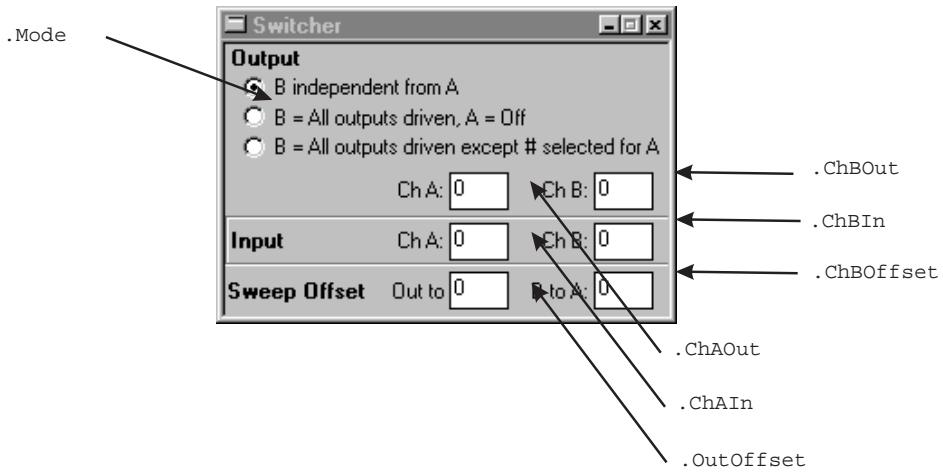 .Mode
Switcher
Output
B independent from A
B = All outputs driven, A = Off
B = All outputs driven except # selected for A
Ch A: 0 Ch B: 0
.ChBOut
Input Ch A: 0 Ch B: 0
.ChBIn
Sweep Offset Out to 0 B to A: 0
.ChBOffset
.ChAOut
.ChAIn
.OutOffset